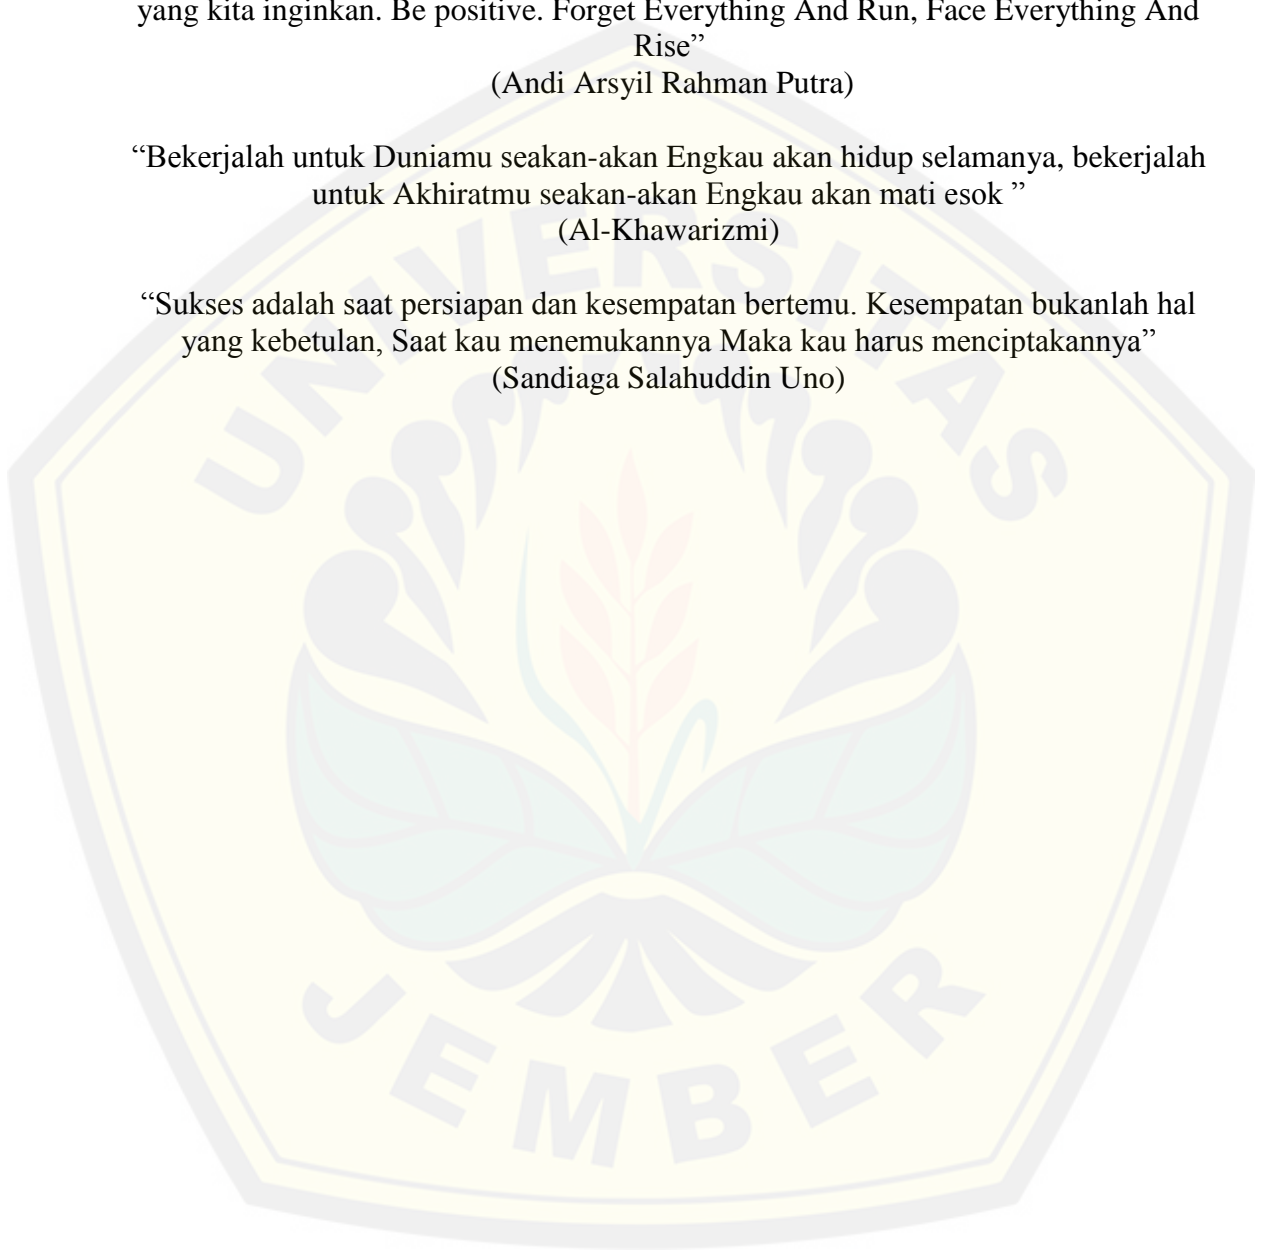 yang kita inginkan. Be positive. Forget Everything And Run, Face Everything And
Rise”
(Andi Arsyil Rahman Putra)
“Bekerjalah untuk Duniamu seakan-akan Engkau akan hidup selamanya, bekerjalah
untuk Akhiratmu seakan-akan Engkau akan mati esok ”
(Al-Khawarizmi)
“Sukses adalah saat persiapan dan kesempatan bertemu. Kesempatan bukanlah hal
yang kebetulan, Saat kau menemukannya Maka kau harus menciptakannya”
(Sandiaga Salahuddin Uno)
UNIVERSITAS
JEMBER